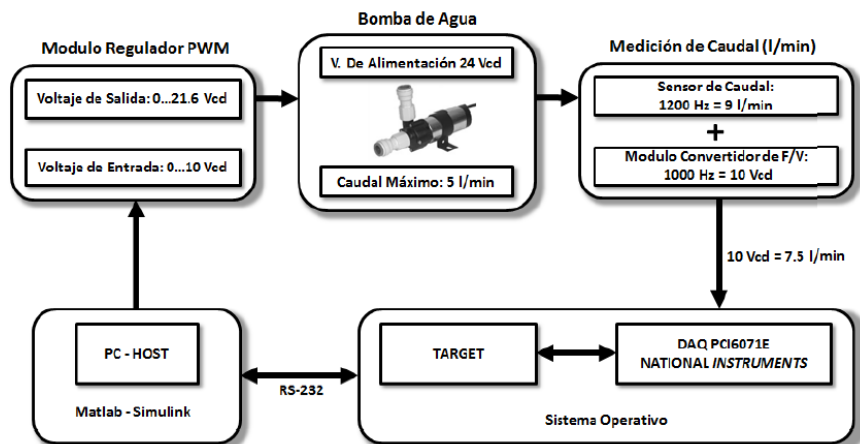 Modulo Regulador PWM
Voltaje de Salida: 0...21.6 Vcd
Voltaje de Entrada: 0...10 Vcd
Bomba de Agua
V. De Alimentación 24 Vcd
Caudal Máximo: 5 l/min
Medición de Caudal (l/min)
Sensor de Caudal:
1200 Hz = 9 l/min
+
Modulo Convertidor de F/V:
1000 Hz = 10 Vcd
10 Vcd = 7.5 l/min
PC - HOST
Matlab - Simulink
RS-232
TARGET
DAQ PCI6071E
NATIONAL INSTRUMENTS
Sistema Operativo